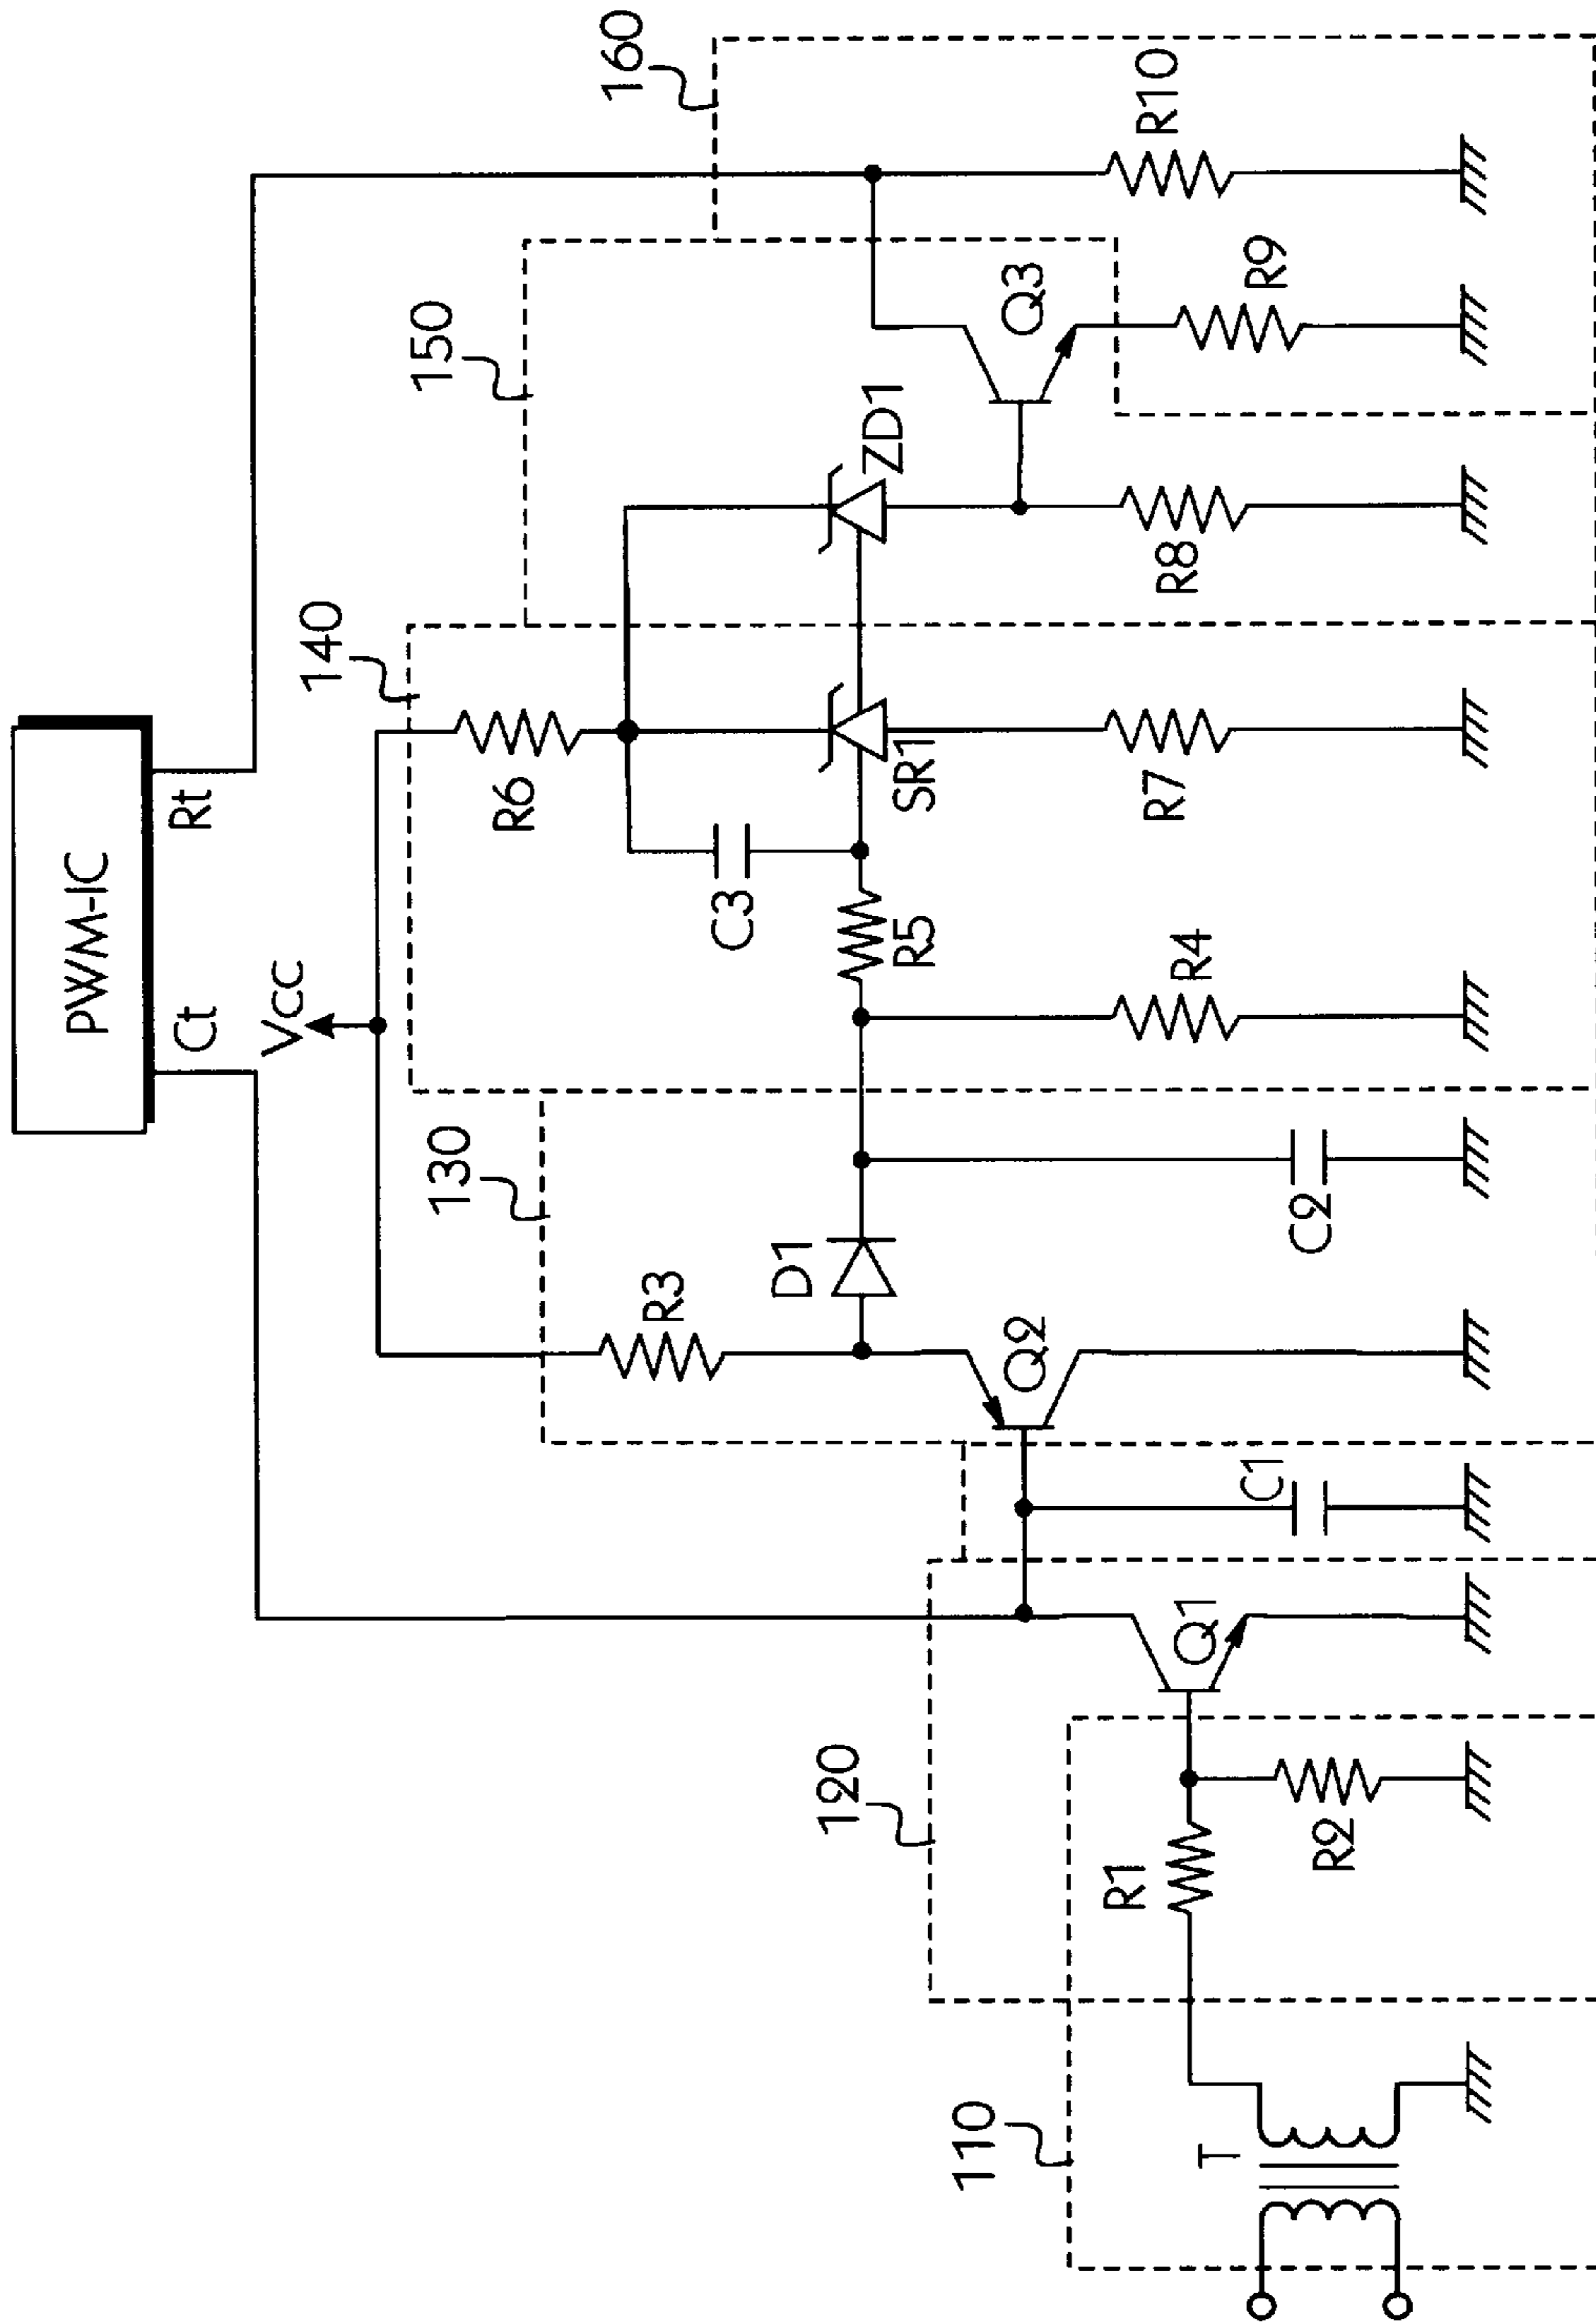 PWM-IC
Ct
Rt
Vcc
110
120
130
140
150
160
T
R1
R2
Q1
C1
Q2
R3
D1
C2
R4
R5
C3
R6
SR1
R7
ZD1
R8
Q3
R9
R10